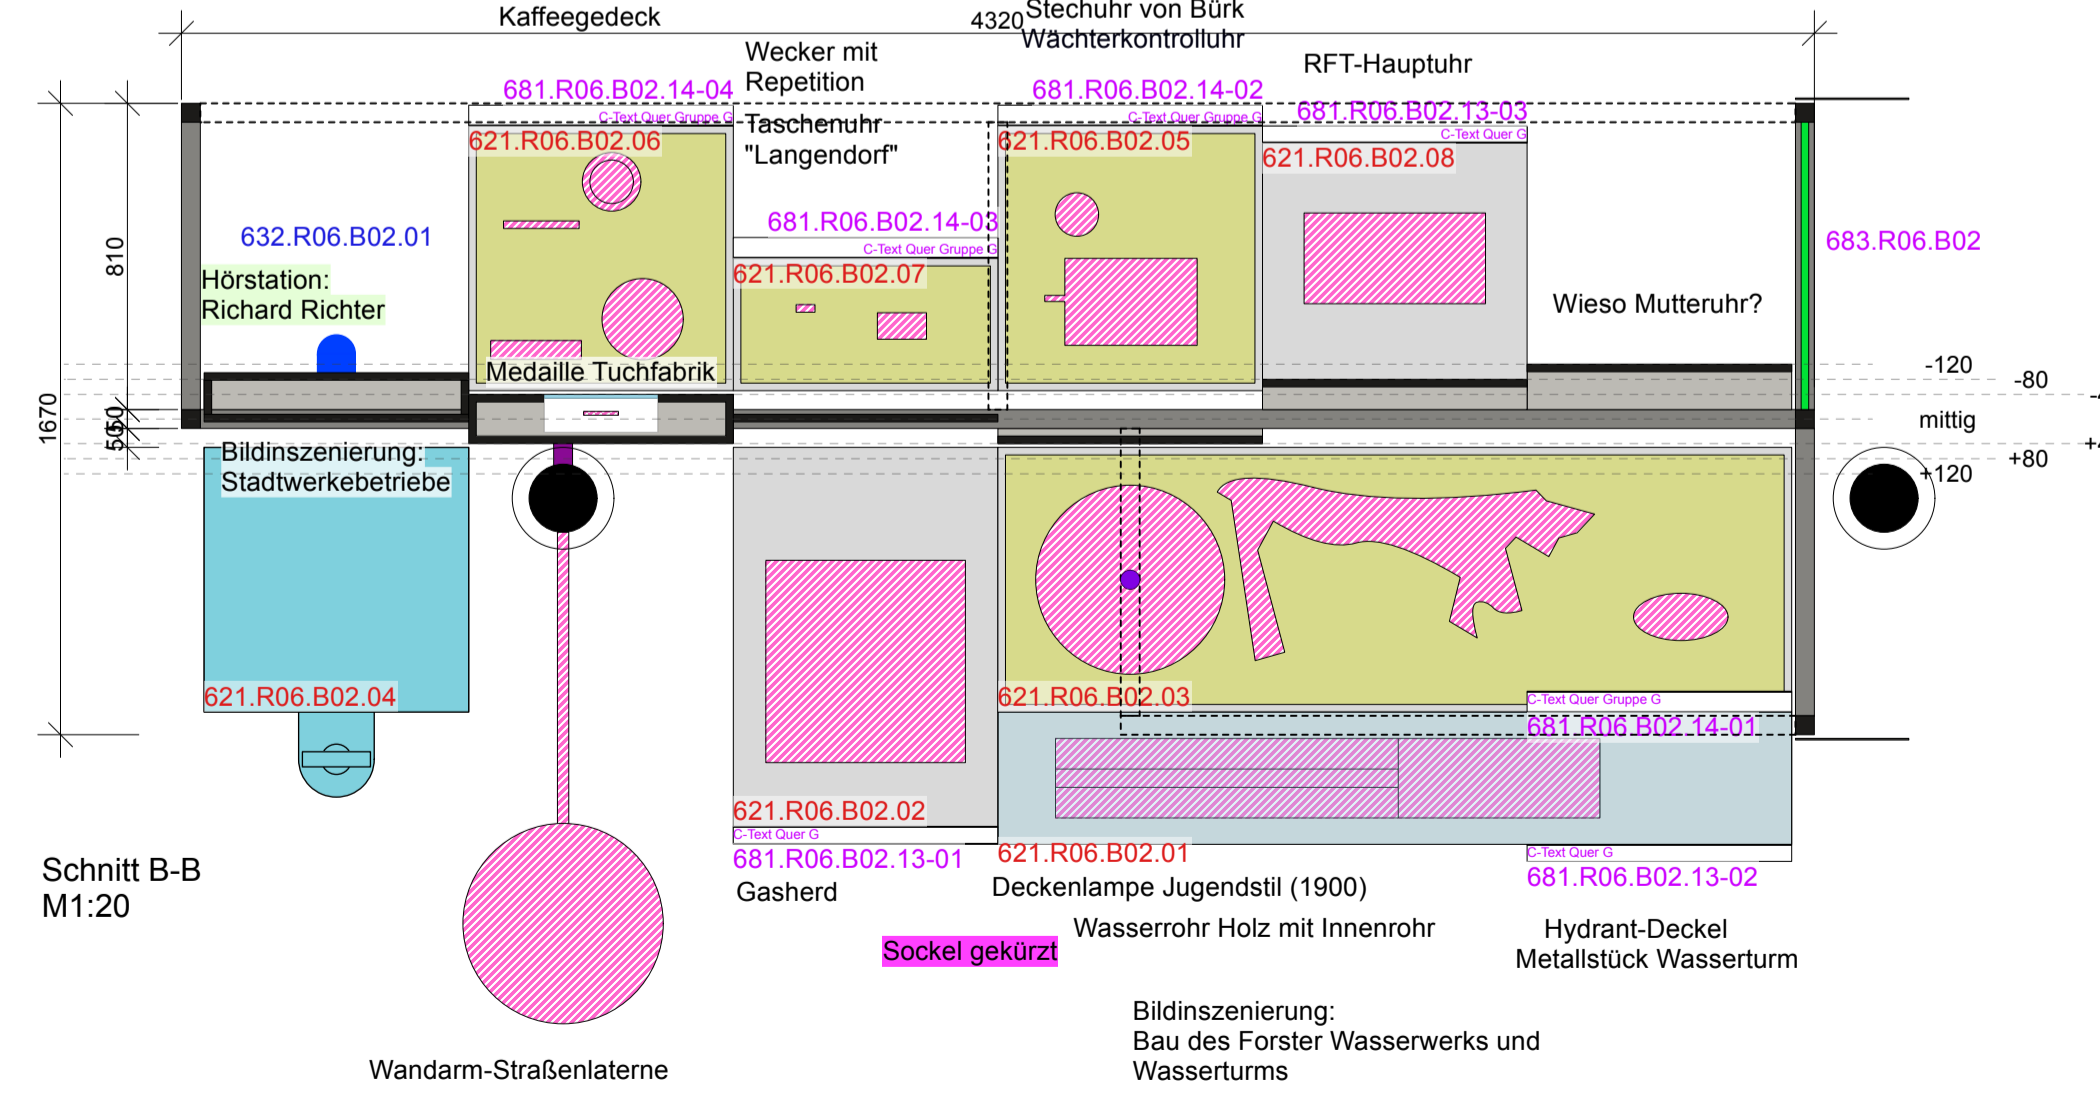 Kaffeegedeck
4320
Stechuhr von Bürk
Wächterkontrolluhr
Wecker mit
Repetition
RFT-Hauptuhr
681.R06.B02.14-04
C-Text Quer Gruppe G
621.R06.B02.06
Taschenuhr
"Langendorf"
681.R06.B02.14-02
C-Text Quer Gruppe G
621.R06.B02.05
681.R06.B02.13-03
C-Text Quer G
621.R06.B02.08
681.R06.B02.14-03
C-Text Quer Gruppe G
621.R06.B02.07
632.R06.B02.01
Hörstation:
Richard Richter
683.R06.B02
Wieso Mutteruhr?
810
1670
50
50
Medaille Tuchfabrik
-120
-80
mittig
+80
+120
Bildinszenierung:
Stadtwerkebetriebe
621.R06.B02.04
621.R06.B02.03
C-Text Quer Gruppe G
681.R06.B02.14-01
621.R06.B02.02
C-Text Quer G
681.R06.B02.13-01
Gasherd
621.R06.B02.01
C-Text Quer G
681.R06.B02.13-02
Schnitt B-B
M1:20
Deckenlampe Jugendstil (1900)
Wasserrohr Holz mit Innenrohr
Sockel gekürzt
Hydrant-Deckel
Metallstück Wasserturm
Bildinszenierung:
Bau des Forster Wasserwerks und
Wasserturms
Wandarm-Straßenlaterne